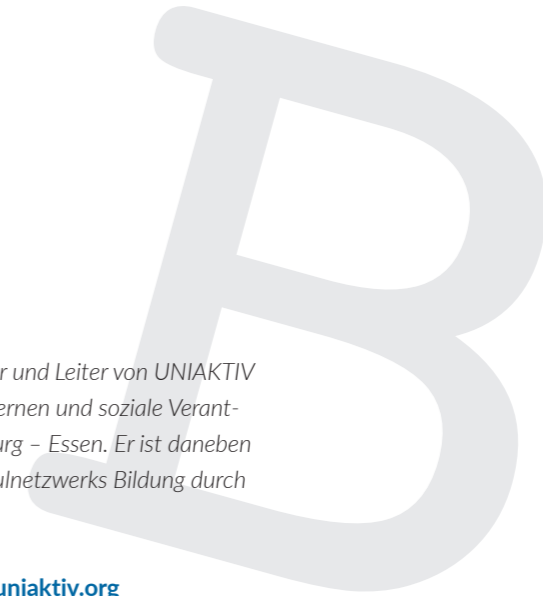 B
r und Leiter von UNIAKTIV
ernen und soziale Verant-
urg – Essen. Er ist daneben
ulnetzwerks Bildung durch
uniaktiv.org